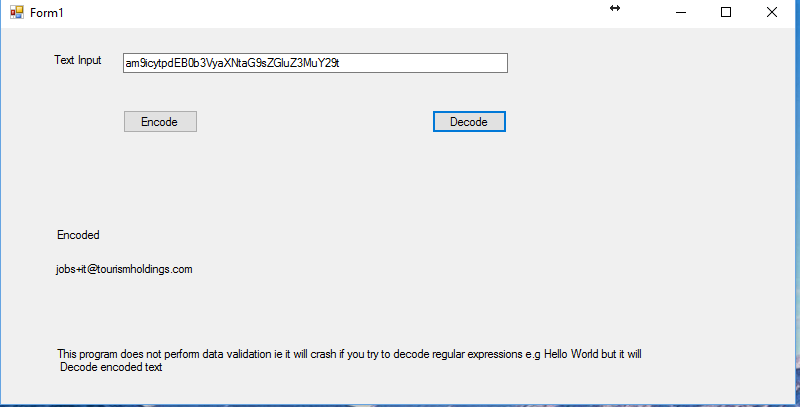 Form1
Text Input am9icytpdEB0b3VyaXNtaG9sZGluZ3MuY29t
Encode Decode
Encoded
jobs+it@tourismholdings.com
This program does not perform data validation ie it will crash if you try to decode regular expressions e.g Hello World but it will
Decode encoded text